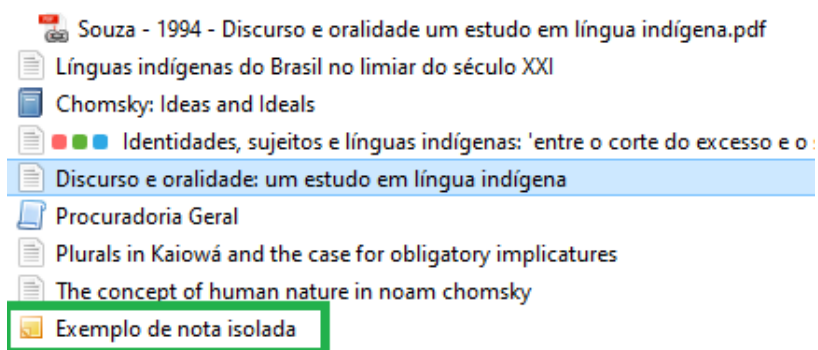 Souza - 1994 - Discurso e oralidade um estudo em língua indígena.pdf
Línguas indígenas do Brasil no limiar do século XXI
Chomsky: Ideas and Ideals
Identidades, sujeitos e línguas indígenas: 'entre o corte do excesso e o
Discurso e oralidade: um estudo em língua indígena
Procuradoria Geral
Plurals in Kaiowá and the case for obligatory implicatures
The concept of human nature in noam chomsky
Exemplo de nota isolada